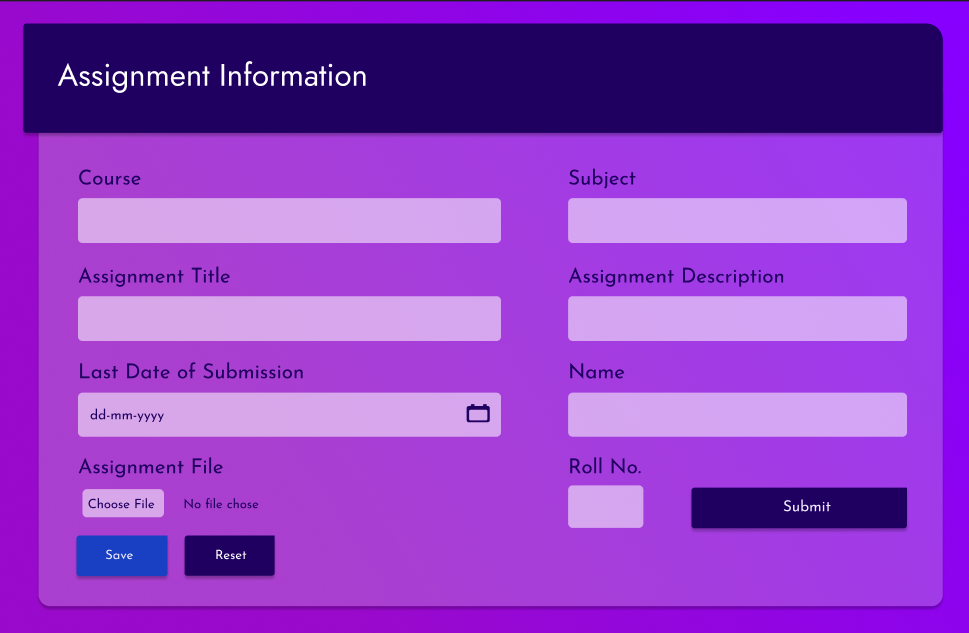 Assignment Information
Course
Subject
Assignment Title
Assignment Description
Last Date of Submission
Name
dd-mm-yyyy
Assignment File
Roll No.
Choose File No file chose
Submit
Save
Reset